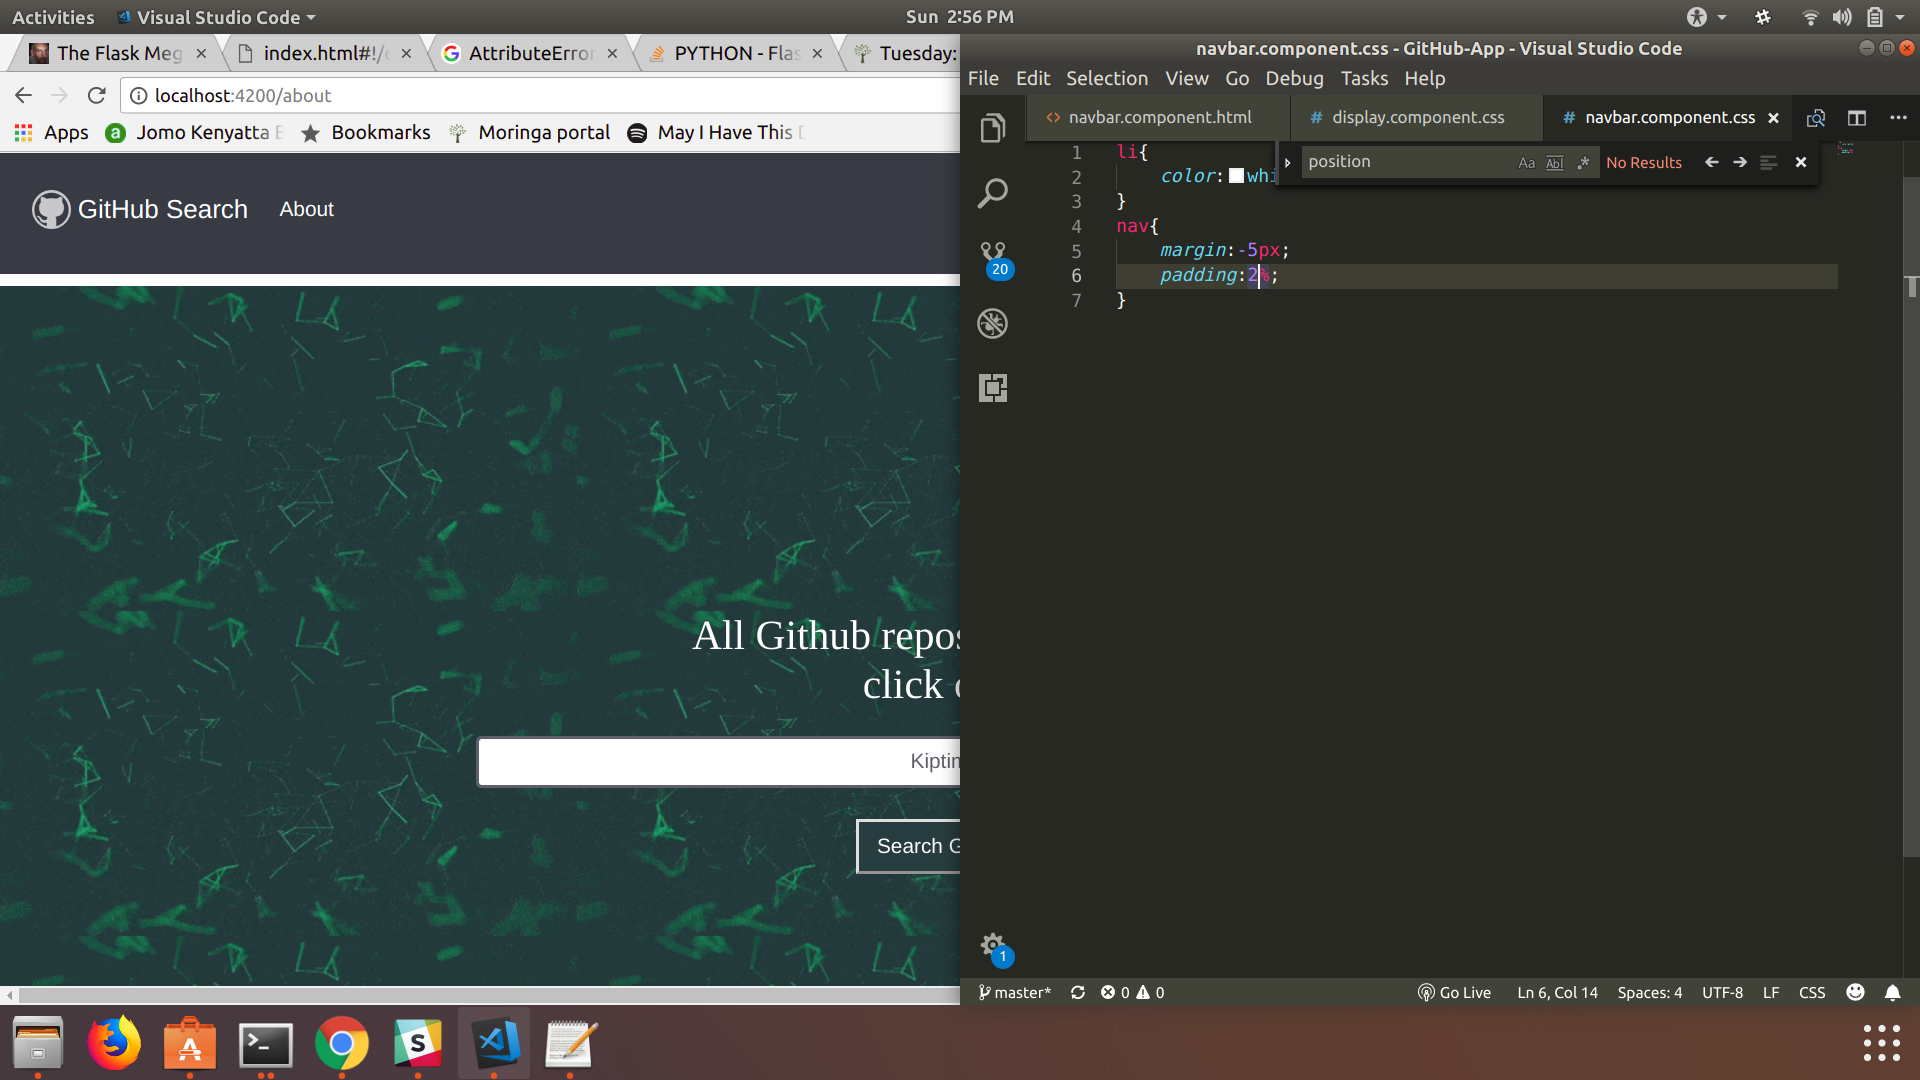 Activities Visual Studio Code Sun 2:56 PM
The Flask Meg index.html#!/ AttributeError PYTHON - Flas Tuesday:
localhost:4200/about
Apps Jomo Kenyatta Bookmarks Moringa portal May I Have This
GitHub Search About
All Github repos
click
Kiptin
Search G
navbar.component.css - GitHub-App - Visual Studio Code
File Edit Selection View Go Debug Tasks Help
navbar.component.html # display.component.css # navbar.component.css
position Aa Abl .* No Results
1 li{
2 color: whi
3 }
4 nav{
5 margin:-5px;
6 padding:2%;
7 }
20
1
master* 0 0 Go Live Ln 6, Col 14 Spaces: 4 UTF-8 LF CSS